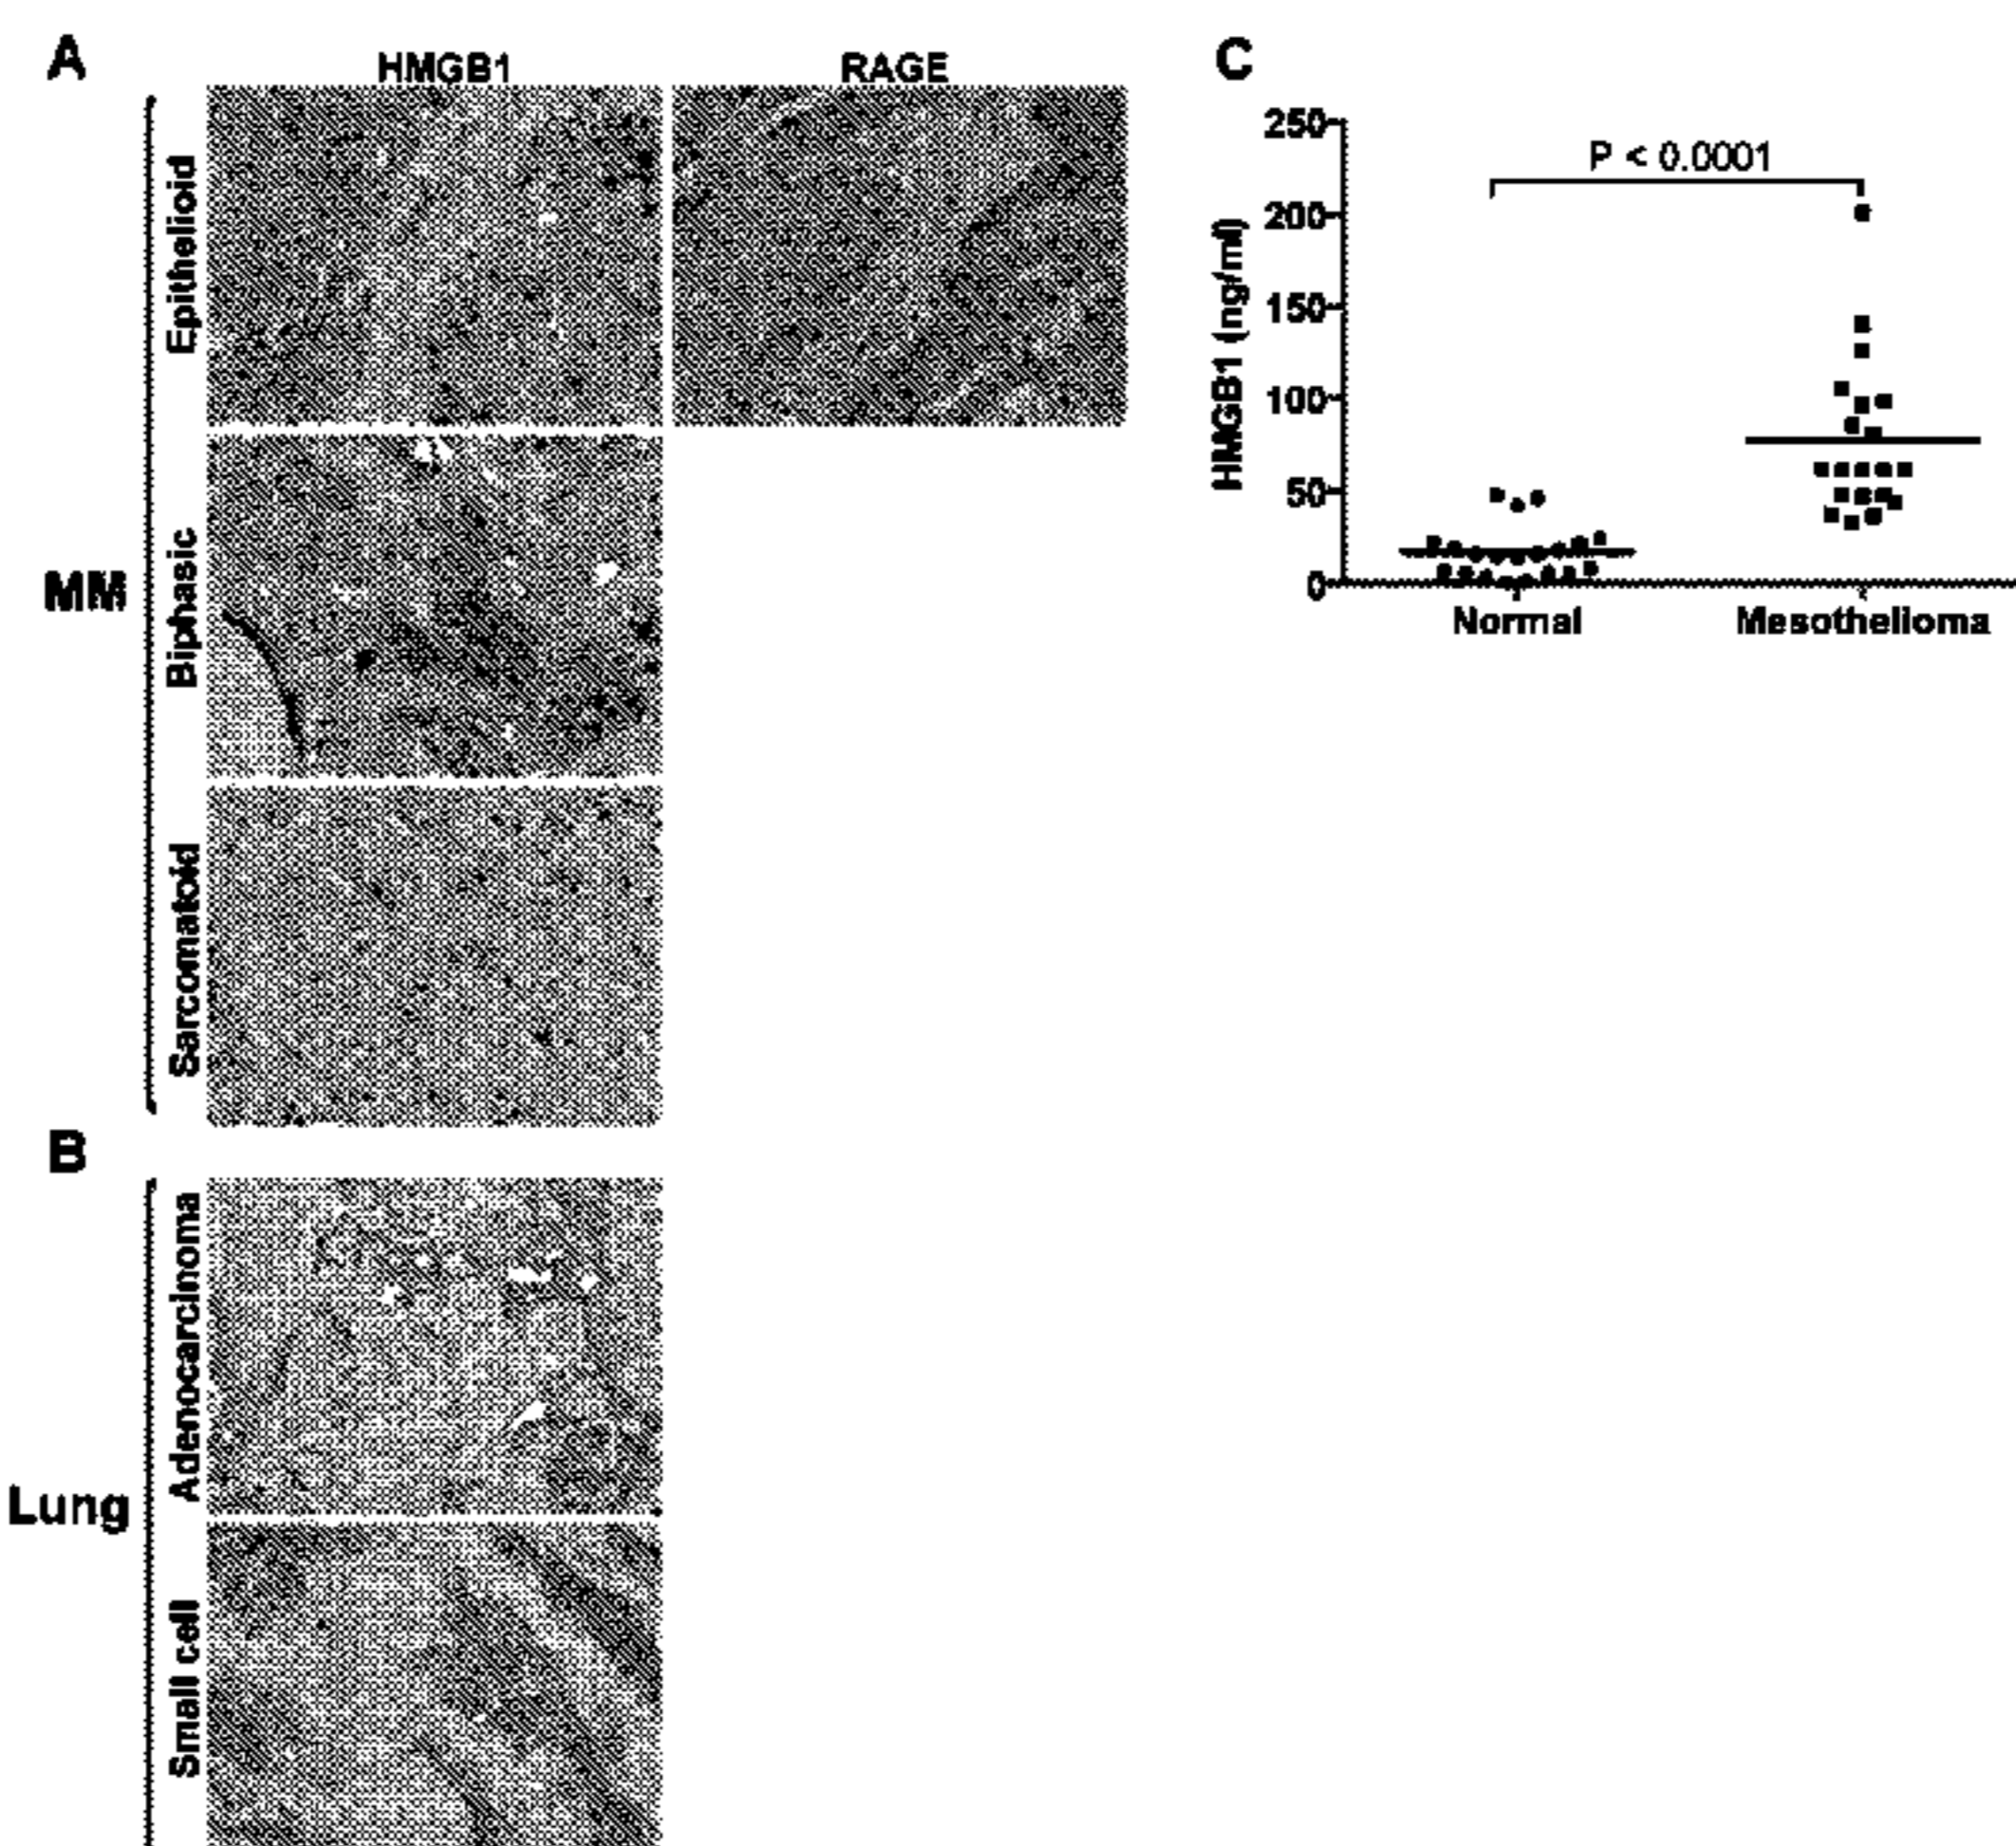 A
HMGB1
RAGE
MM
Epithelioid
Biphasic
Sarcomatoid
B
Lung
Adenocarcinoma
Small cell
C
P < 0.0001
HMGB1 (ng/ml)
250
200
150
100
50
0
Normal
Mesothelioma